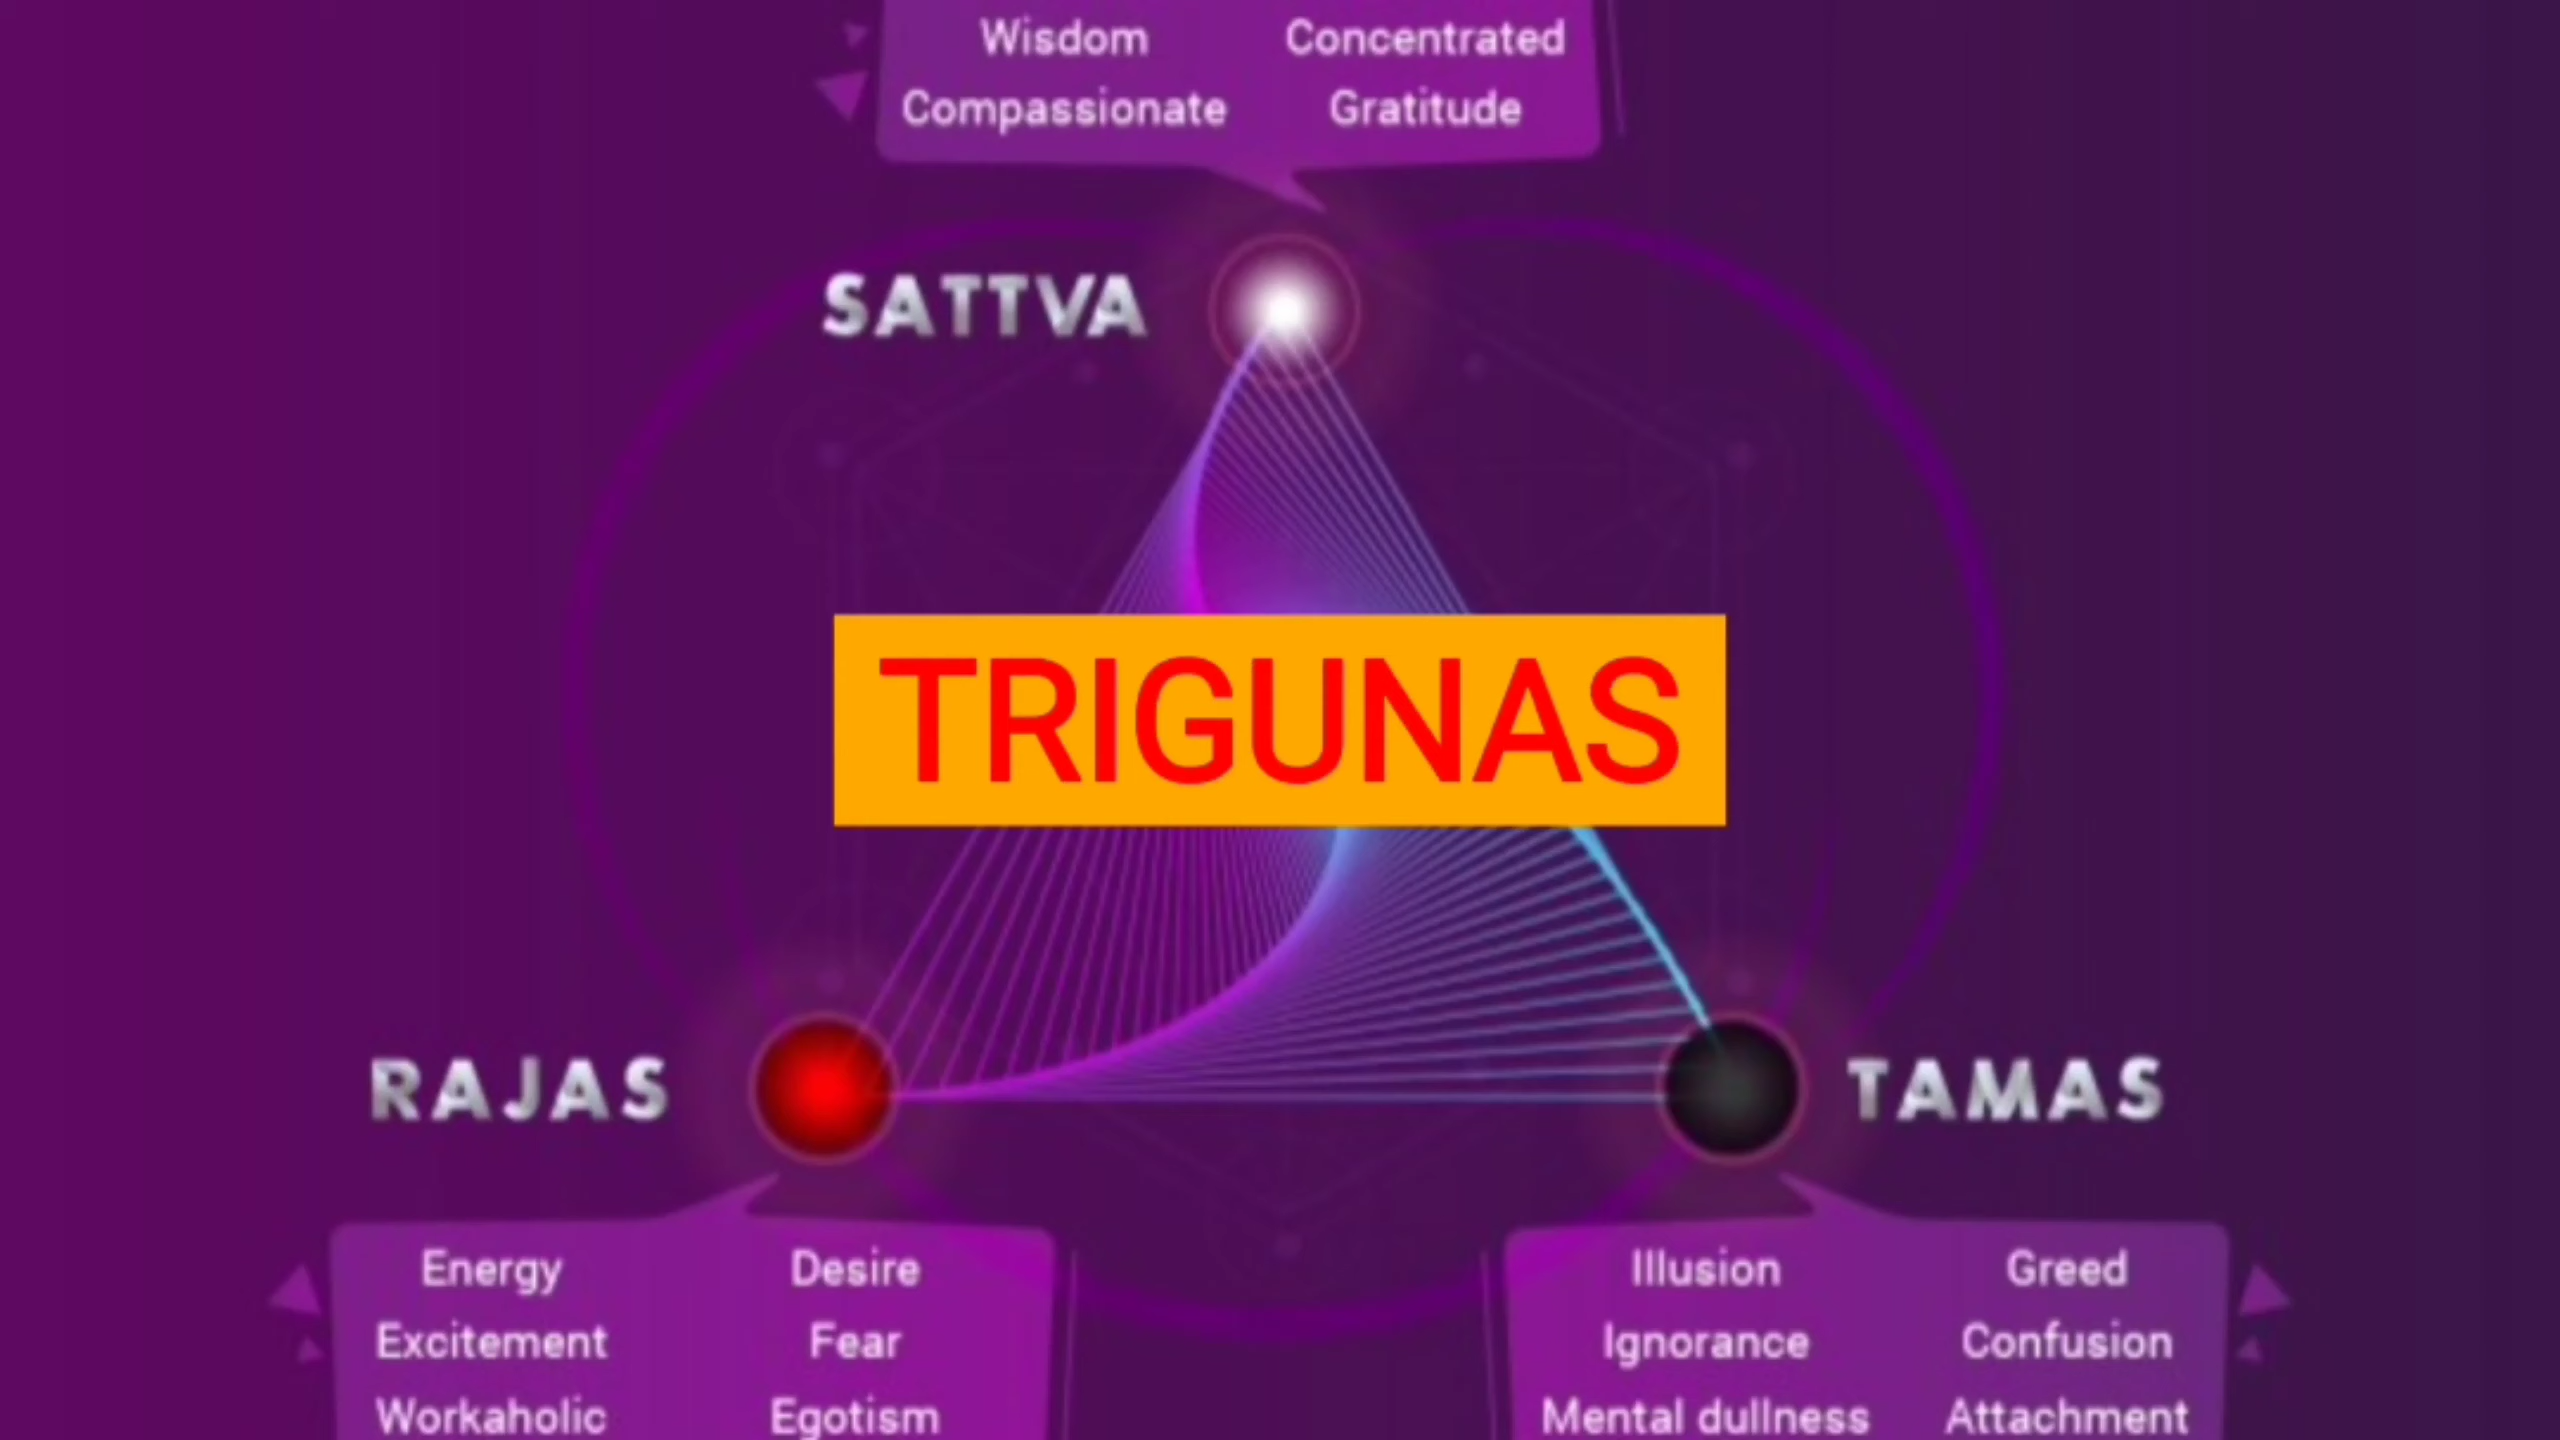 Wisdom Concentrated
Compassionate Gratitude
SATTVA
TRIGUNAS
RAJAS TAMAS
Energy Desire
Excitement Fear
Workaholic Egotism
Illusion Greed
Ignorance Confusion
Mental dullness Attachment